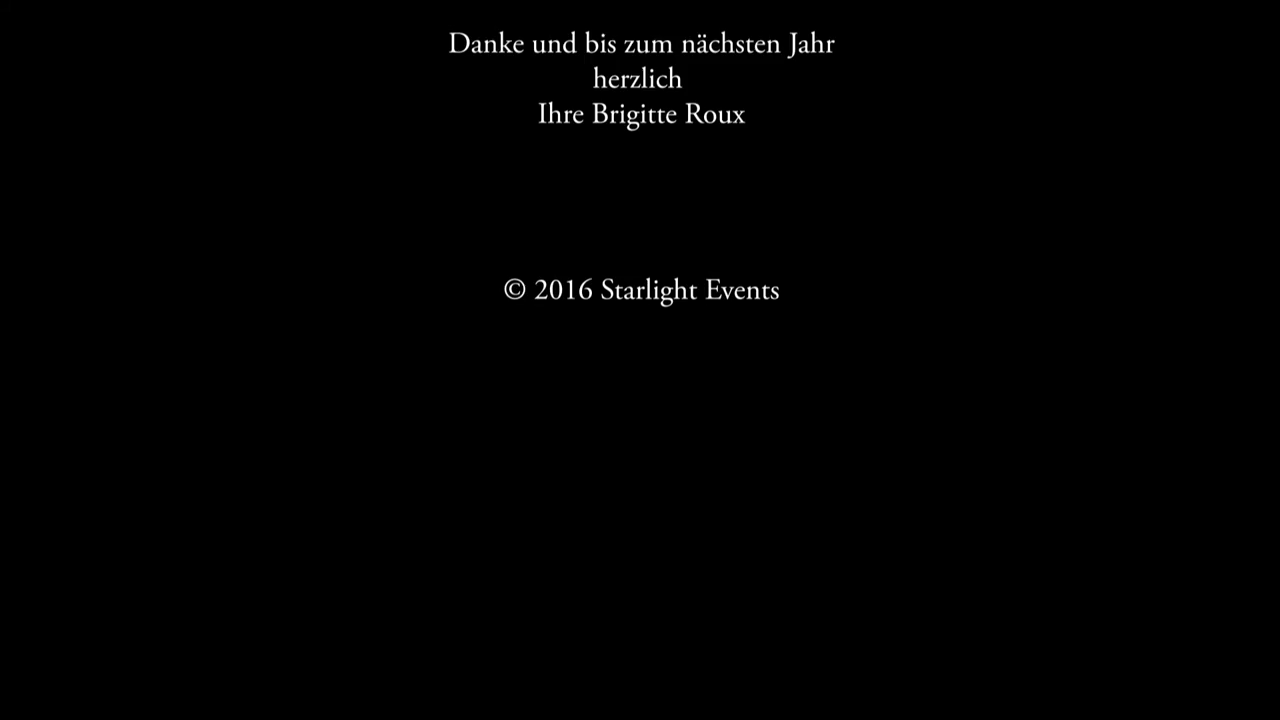 Danke und bis zum nächsten Jahr
herzlich
Ihre Brigitte Roux
© 2016 Starlight Events